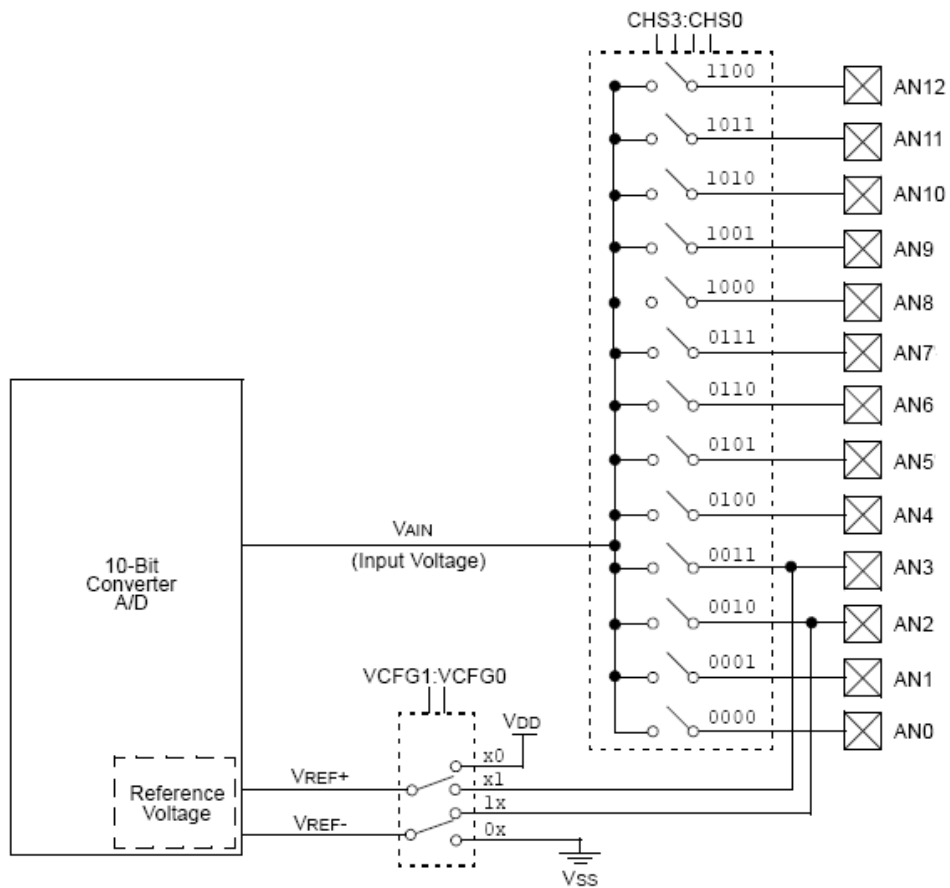 CHS3:CHS0
1100 AN12
1011 AN11
1010 AN10
1001 AN9
1000 AN8
0111 AN7
0110 AN6
0101 AN5
0100 AN4
VAIN
(Input Voltage)
10-Bit
Converter
A/D
0011 AN3
0010 AN2
0001 AN1
0000 AN0
VCFG1:VCFG0
VDD
x0
VREF+
x1
Reference
Voltage
1x
VREF-
0x
VSS